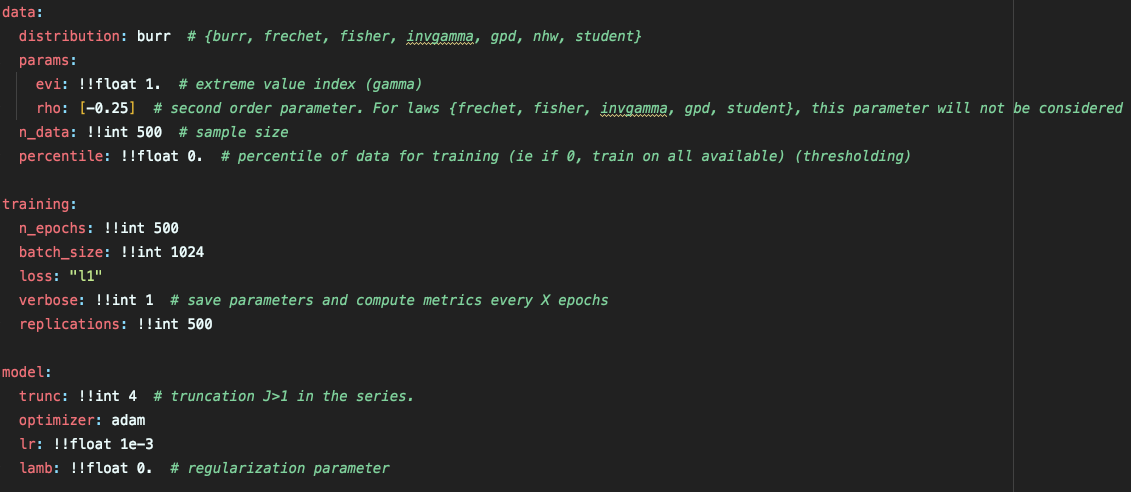 data:
  distribution: burr  # {burr, frechet, fisher, invgamma, gpd, nhw, student}
  params:
    evi: !!float 1.  # extreme value index (gamma)
    rho: [-0.25]  # second order parameter. For laws {frechet, fisher, invgamma, gpd, student}, this parameter will not be considered
  n_data: !!int 500  # sample size
  percentile: !!float 0.  # percentile of data for training (ie if 0, train on all available) (thresholding)

training:
  n_epochs: !!int 500
  batch_size: !!int 1024
  loss: "l1"
  verbose: !!int 1  # save parameters and compute metrics every X epochs
  replications: !!int 500

model:
  trunc: !!int 4  # truncation J>1 in the series.
  optimizer: adam
  lr: !!float 1e-3
  lamb: !!float 0.  # regularization parameter